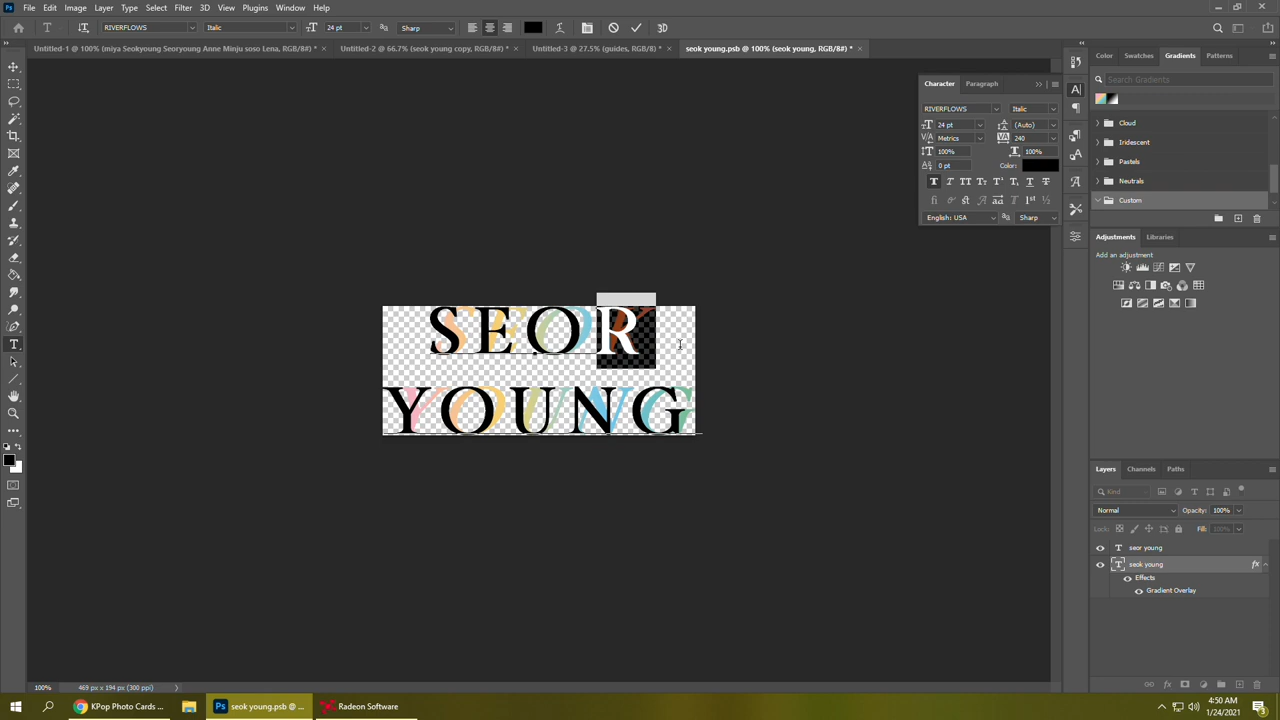 File Edit Image Layer Type Select Filter 3D View Plugins Window Help
RIVERFLOWS Italic 24 pt Sharp 3D
Untitled-1 @ 100% (miya Seokyoung Seoryoung Anne Minju soso Lena, RGB/8#) * × Untitled-2 @ 66.7% (seok young copy, RGB/8#) * × Untitled-3 @ 27.5% (guides, RGB/8#) * × seok young.psb @ 100% (seok young, RGB/8#) * ×
Color Swatches Gradients Patterns
Search Gradients
Cloud
Iridescent
Pastels
Neutrals
Custom
Character Paragraph
RIVERFLOWS Italic
24 pt (Auto)
Metrics 240
100% 100%
0 pt Color:
English: USA Sharp
Adjustments Libraries
Add an adjustment
SEOR
YOUNG
Layers Channels Paths
Kind
Normal Opacity: 100%
Lock: Fill: 100%
seor young
seok young fx
Effects
Gradient Overlay
100% 469 px x 194 px (300 ppi)
KPop Photo Cards ... seok young.psb @ ... Radeon Software
4:50 AM
1/24/2021